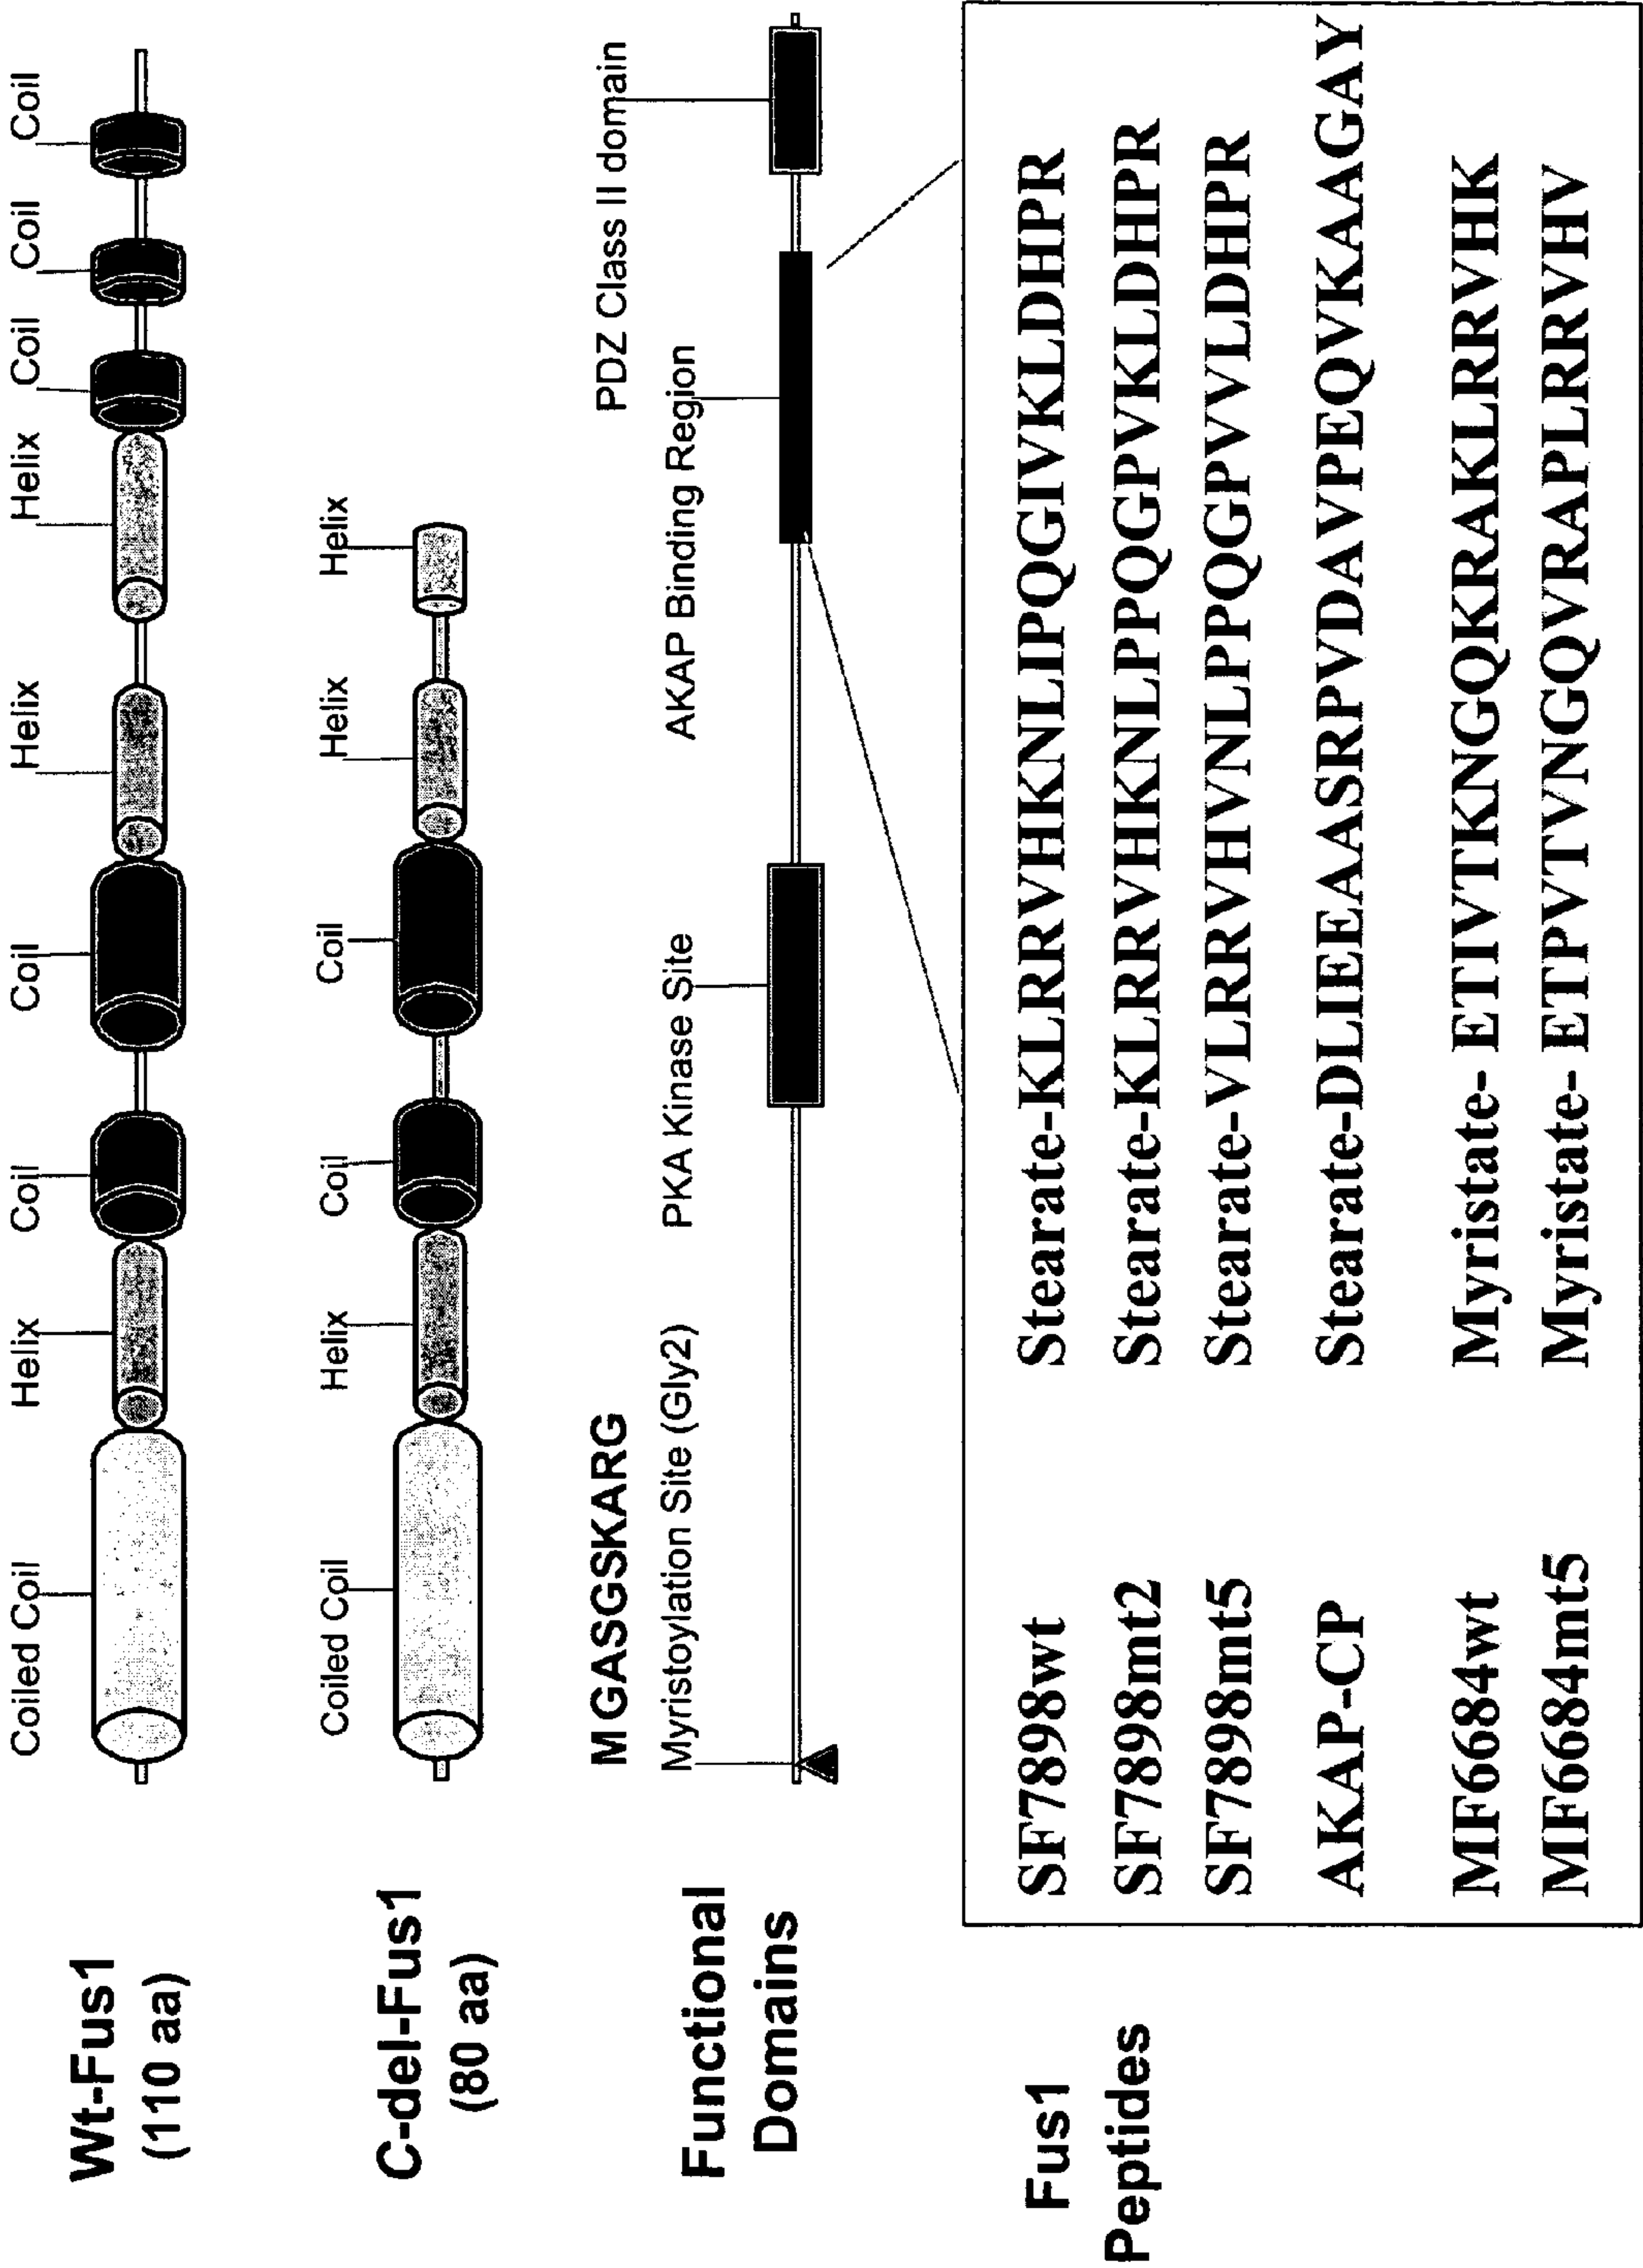 Coiled Coil Helix Coil Coil Helix Helix Coil Coil Coil
Wt-Fus1
(110 aa)
Coiled Coil Helix Coil Coil Helix Helix
C-del-Fus1
(80 aa)
MGASGSKARG
PDZ Class II domain
Myristoylation Site (Gly2) PKA Kinase Site AKAP Binding Region
Functional
Domains
Fus1
Peptides
SF7898wt Stearate-KLRRVHKNLIPQGIVKLDHPR
SF7898mt2 Stearate-KLRRVHKNLPPQGPVKLDHPR
SF7898mt5 Stearate-VLRRVHVNLPPQGPVVLDHPR
AKAP-CP Stearate-DLIEEAASRPVDAVPEQVKAAGAY
MF6684wt Myristate- ETIVTKNGQKRAKLRRVHK
MF6684mt5 Myristate- ETPVTVNGQVRAPLRRVHV